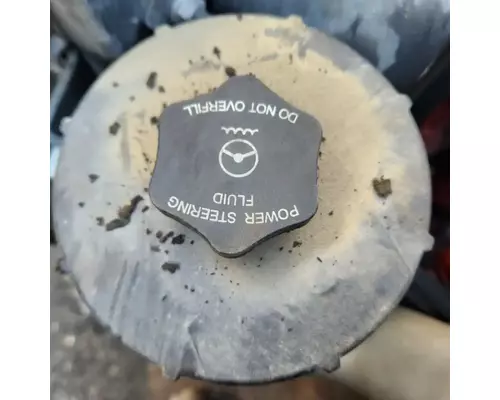 DO NOT OVERFILL
POWER STEERING
FLUID